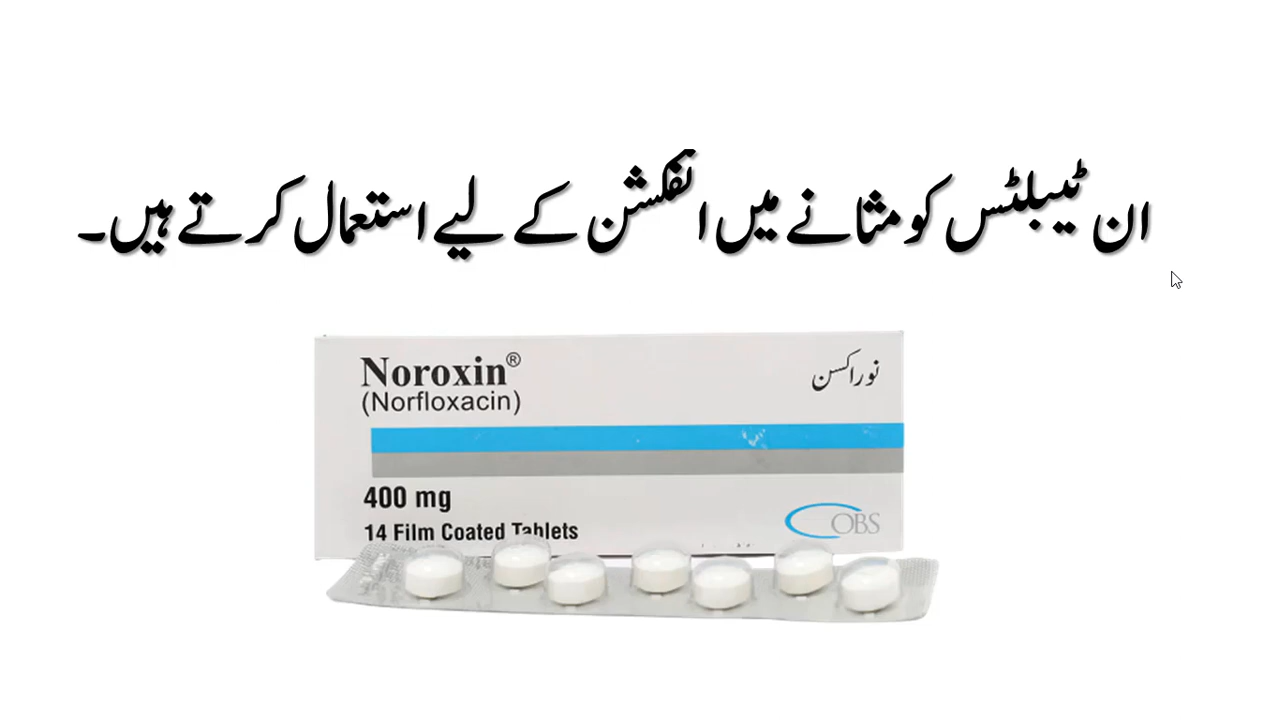 ان ٹیبلٹس کو مثانے میں انفکشن کے لیے استعمال کرتے ہیں۔
Noroxin®
نوراکسن
(Norfloxacin)
400 mg
OBS
14 Film Coated Tablets